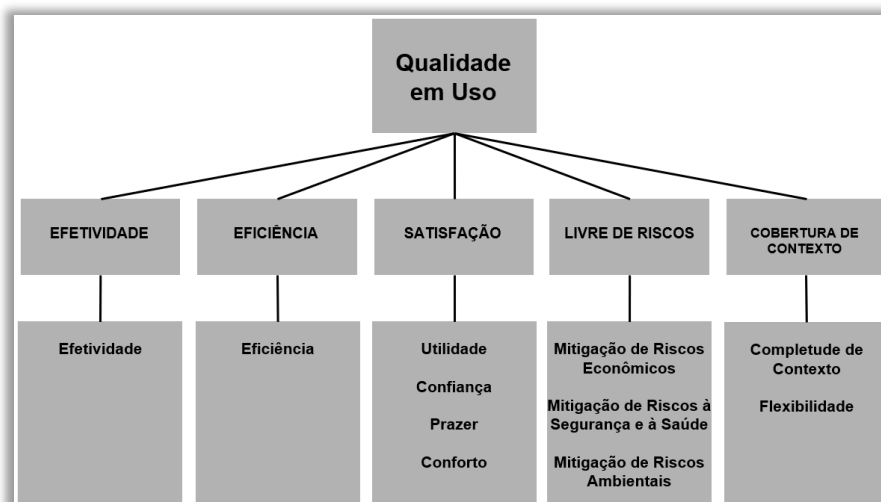 Qualidade
em Uso
EFETIVIDADE
EFICIÊNCIA
SATISFAÇÃO
LIVRE DE RISCOS
COBERTURA DE
CONTEXTO
Efetividade
Eficiência
Utilidade
Confiança
Prazer
Conforto
Mitigação de Riscos
Econômicos
Mitigação de Riscos à
Segurança e à Saúde
Mitigação de Riscos
Ambientais
Completude de
Contexto
Flexibilidade